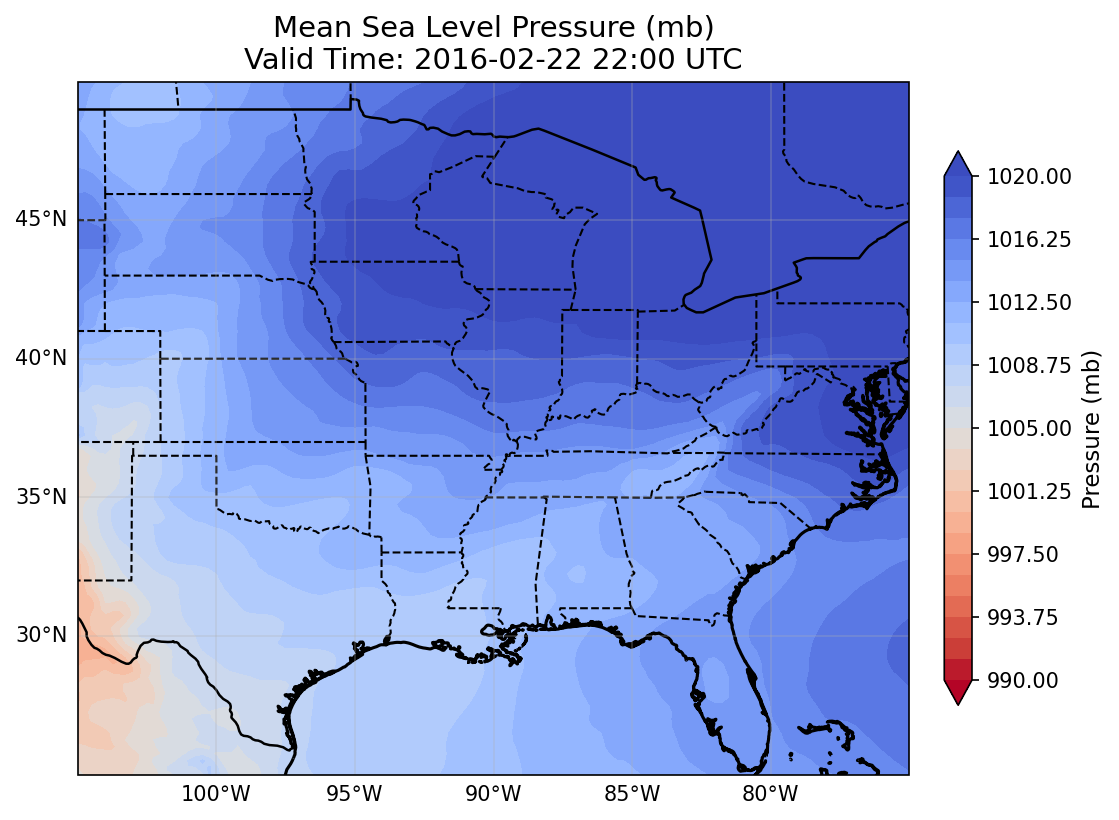 Mean Sea Level Pressure (mb)
Valid Time: 2016-02-22 22:00 UTC
45°N
40°N
35°N
30°N
100°W
95°W
90°W
85°W
80°W
1020.00
1016.25
1012.50
1008.75
1005.00
1001.25
997.50
993.75
990.00
Pressure (mb)